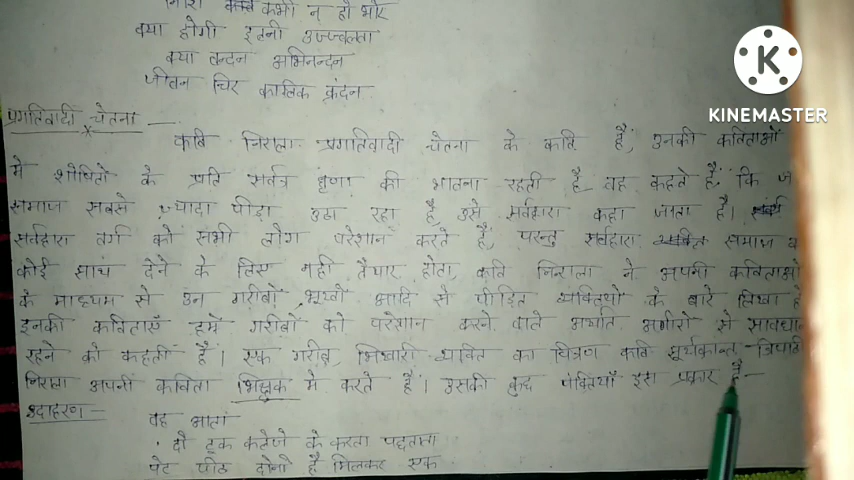 कभी न हो भोर
क्या होगी इतनी उज्ज्वलता
क्या वन्दन अभिनन्दन
जीवन चिर कालिक क्रंदन
K
KINEMASTER
प्रगतिवादी चेतना —
कवि निराला प्रगतिवादी चेतना के कवि हैं, उनकी कविताओं
मे शोषितों के प्रति सर्वत्र घृणा की भावना रहती है वह कहते हैं, कि
समाज सबसे ज्यादा पीड़ा उठा रहा है उसे सर्वहारा कहा जाता है।
सर्वहारा वर्ग को सभी लोग परेशान करते हैं, परन्तु सर्वहारा समाज
कोई साथ देने के लिए नही तैयार होता, कवि निराला ने अपनी कविताओ
के माध्यम से उन गरीबों, भूखों आदि से पीड़ित व्यक्तियो के बारे लिखा है
इनकी कविताएँ हमें गरीबों को परेशान करने वाले अर्थात अमीरो से सावधान
रहने को कहती हैं। एक गरीब, भिखारी व्यक्ति का चित्रण कवि सूर्यकान्त त्रिपाठी
निराला अपनी कविता भिक्षुक मे करते हैं। उसकी कुछ पंक्तियाँ इस प्रकार हैं —
उदाहरण —
वह आता
दो टूक कलेजे के करता पछताता
पेट पीठ दोनो है मिलकर एक